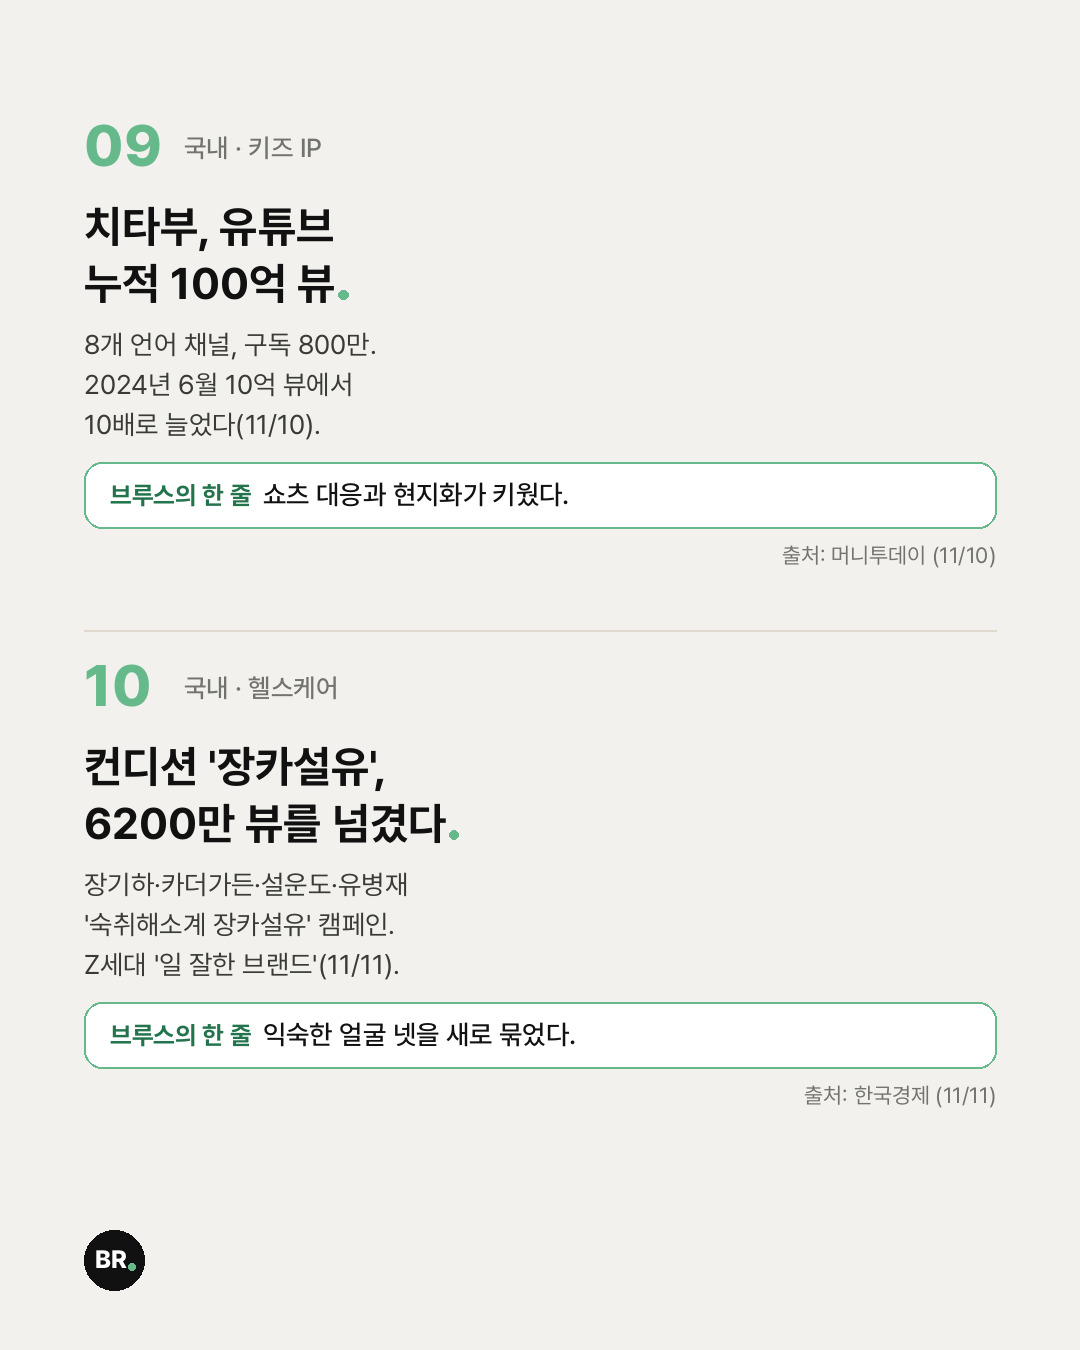 09 국내 · 키즈 IP
치타부, 유튜브
누적 100억 뷰.
8개 언어 채널, 구독 800만.
2024년 6월 10억 뷰에서
10배로 늘었다(11/10).
브루스의 한 줄 쇼츠 대응과 현지화가 키웠다.
출처: 머니투데이 (11/10)
10 국내 · 헬스케어
컨디션 '장카설유',
6200만 뷰를 넘겼다.
장기하·카더가든·설운도·유병재
'숙취해소계 장카설유' 캠페인.
Z세대 '일 잘한 브랜드'(11/11).
브루스의 한 줄 익숙한 얼굴 넷을 새로 묶었다.
출처: 한국경제 (11/11)
BR.